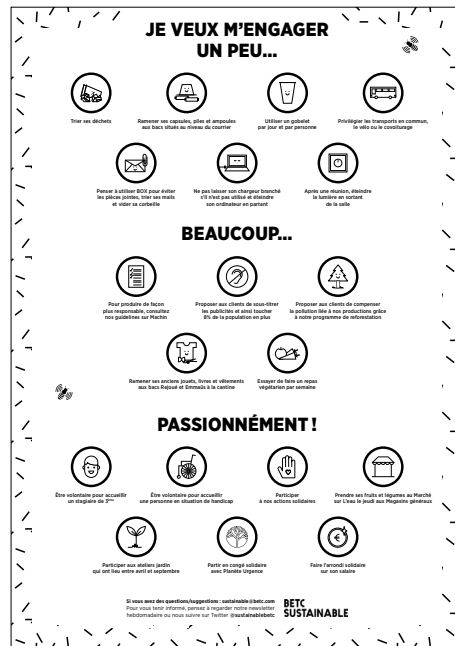 JE VEUX M'ENGAGER
UN PEU...
Trier ses déchets
Ramener ses capsules, piles et ampoules
aux bacs situés au niveau du courrier
Utiliser un gobelet
par jour et par personne
Privilégier les transports en commun,
le vélo ou le covoiturage
Penser à utiliser BOX pour éviter
les pièces jointes, trier ses mails
et vider sa corbeille
Ne pas laisser son chargeur branché
s'il n'est pas utilisé et éteindre
son ordinateur en partant
Après une réunion, éteindre
la lumière en sortant
de la salle
BEAUCOUP...
Pour produire de façon
plus responsable, consultez
nos guidelines sur Machin
Proposer aux clients de sous-titrer
les publicités et ainsi toucher
8% de la population en plus
Proposer aux clients de compenser
la pollution liée à nos productions grâce
à notre programme de reforestation
Ramener ses anciens jouets, livres et vêtements
aux bacs Rejoué et Emmaüs à la cantine
Essayer de faire un repas
végétarien par semaine
PASSIONNÉMENT !
Être volontaire pour accueillir
un stagiaire de 3ème
Être volontaire pour accueillir
une personne en situation de handicap
Participer
à nos actions solidaires
Prendre ses fruits et légumes au Marché
sur L'eau le jeudi aux Magasins généraux
Participer aux ateliers jardin
qui ont lieu entre avril et septembre
Partir en congé solidaire
avec Planète Urgence
Faire l'arrondi solidaire
sur son salaire
Si vous avez des questions/suggestions : sustainable@betc.com
Pour vous tenir informé, pensez à regarder notre newsletter
hebdomadaire ou nous suivre sur Twitter @sustainablebetc
BETC
SUSTAINABLE